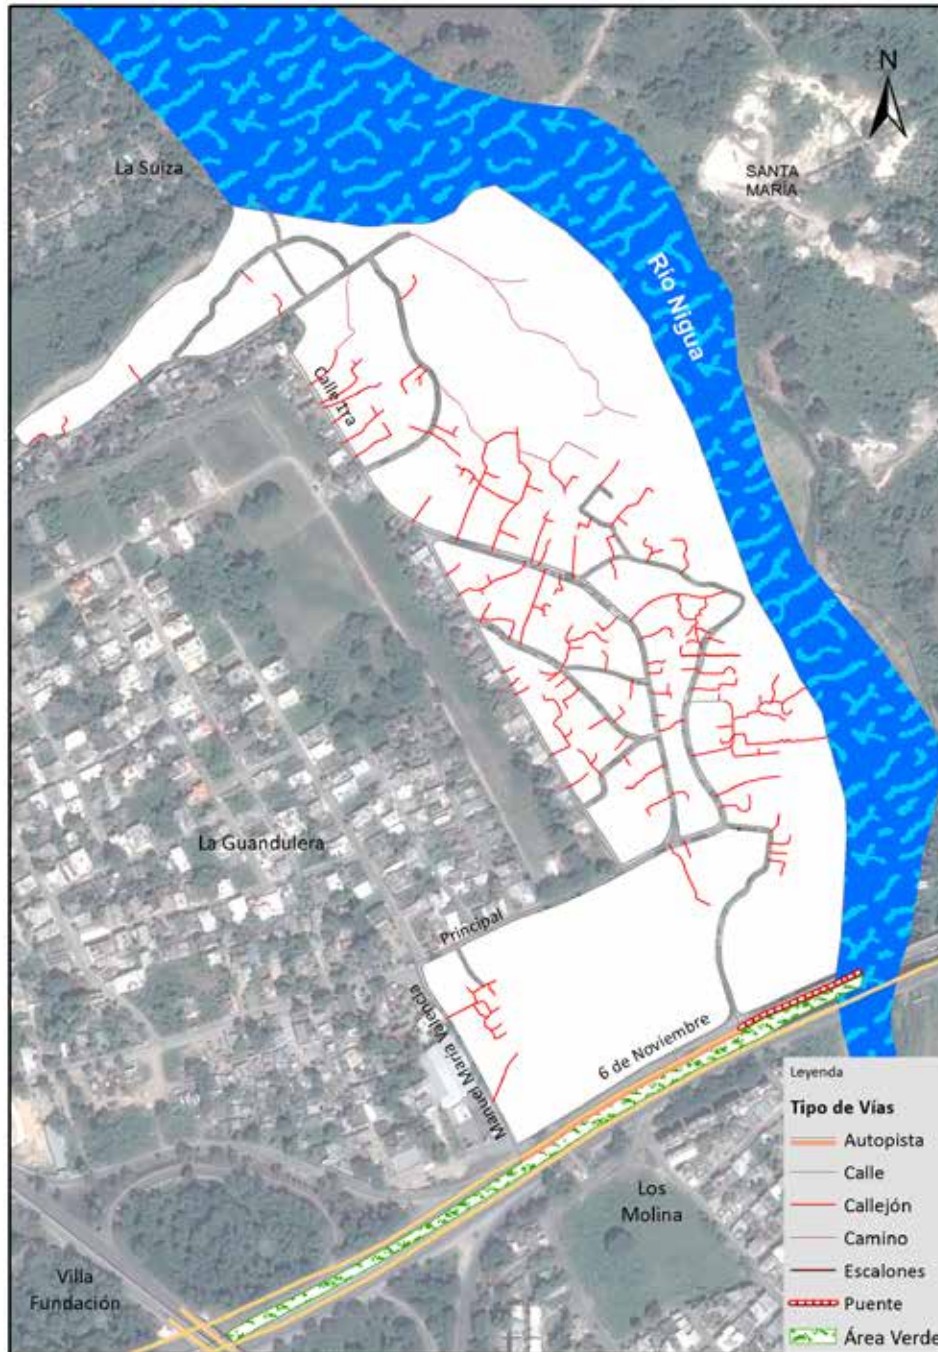 N
La Suiza
SANTA
MARÍA
Río Nigua
Calle 1ra
La Guandulera
Principal
Manuel María Valencia
6 de Noviembre
Los
Molina
Villa
Fundación
Leyenda
Tipo de Vías
Autopista
Calle
Callejón
Camino
Escalones
Puente
Área Verde